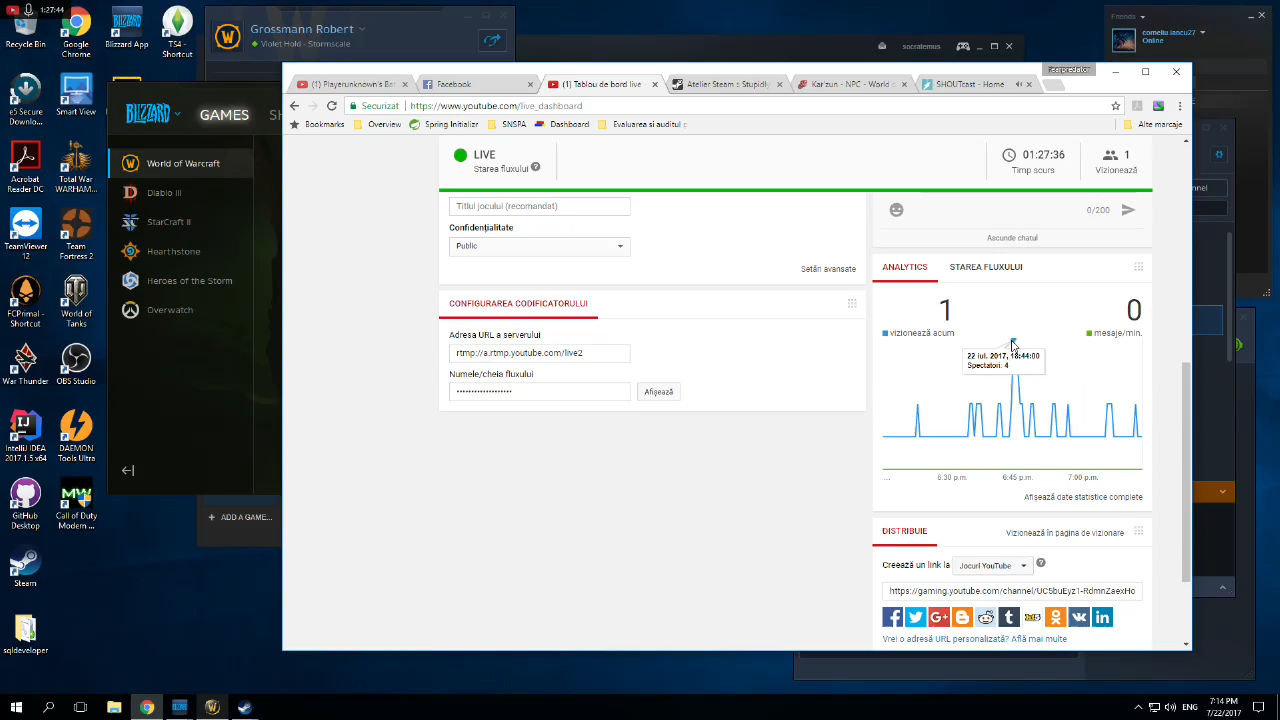 1:27:44
Recycle Bin
Google Chrome
Blizzard App
TS4 - Shortcut
e5 Secure Downlo...
Smart View
Acrobat Reader DC
Total War WARHAM...
TeamViewer 12
Team Fortress 2
FCPrimal - Shortcut
World of Tanks
War Thunder
OBS Studio
IntelliJ IDEA 2017.1.5 x64
DAEMON Tools Ultra
GitHub Desktop
Call of Duty Modern ...
Steam
sqldeveloper
Grossmann Robert
Violet Hold - Stormscale
BLIZZARD
GAMES
World of Warcraft
Diablo III
StarCraft II
Hearthstone
Heroes of the Storm
Overwatch
ADD A GAME...
socratemus
Friends
corneliu.iancu27
Online
Teorpredator
(1) Playerunknown's Ba
Facebook
(1) Tablou de bord live
Atelier Steam :: Stupidly
Kar'zun - NPC - World o
SHOUTcast - Home
Securizat
https://www.youtube.com/live_dashboard
Bookmarks
Overview
Spring Initializr
SNSPA
Dashboard
Evaluarea si auditul s
Alte marcaje
LIVE
Starea fluxului
01:27:36
Timp scurs
1
Vizionează
Titlul jocului (recomandat)
Confidențialitate
Public
Setări avansate
CONFIGURAREA CODIFICATORULUI
Adresa URL a serverului
rtmp://a.rtmp.youtube.com/live2
Numele/cheia fluxului
Afișează
0/200
Ascunde chatul
ANALYTICS
STAREA FLUXULUI
1
vizionează acum
0
mesaje/min.
22 iul. 2017, 18:44:00
Spectatori: 4
...
6:30 p.m.
6:45 p.m.
7:00 p.m.
Afișează date statistice complete
DISTRIBUIE
Vizionează în pagina de vizionare
Creează un link la
Jocuri YouTube
https://gaming.youtube.com/channel/UC5buEyz1-RdmnZaexHo
Vrei o adresă URL personalizată? Află mai multe
ENG
7:14 PM
7/22/2017